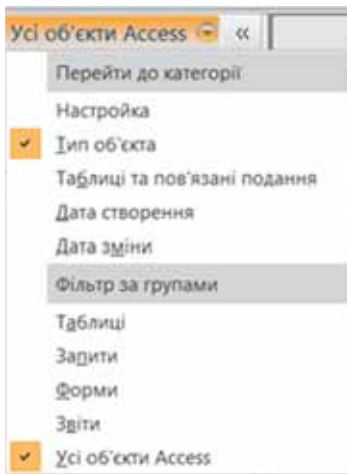 Усі об'єкти Access «
Перейти до категорії
Настройка
Тип об'єкта
Таблиці та пов'язані подання
Дата створення
Дата зміни
Фільтр за групами
Таблиці
Запити
Форми
Звіти
Усі об'єкти Access